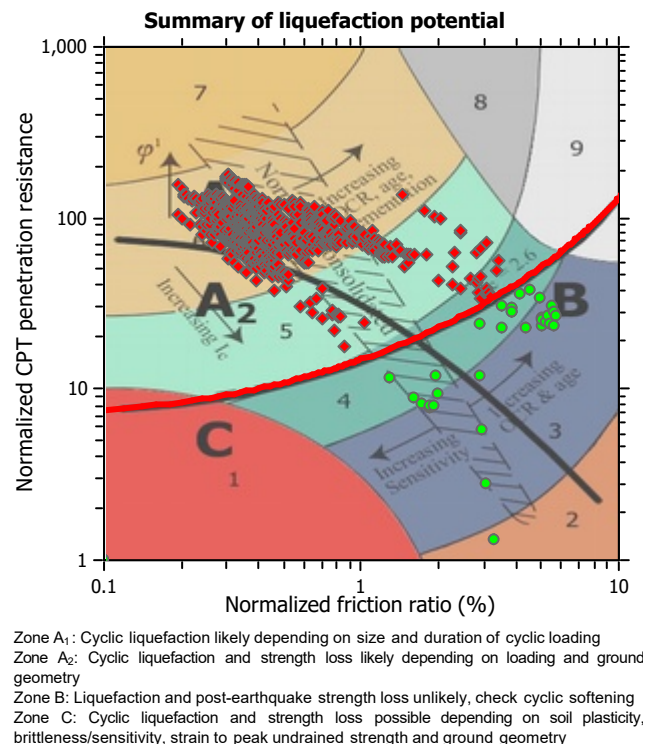 Summary of liquefaction potential
1,000
7
8
9
φ'
Increasing
OCR, age,
cementation
100
Normally
Consolidated
2.6
A2
B
Increasing Ic
5
10
4
Increasing
OCR & age
3
C
Increasing
Sensitivity
1
2
1
0.1
1
10
Normalized CPT penetration resistance
Normalized friction ratio (%)
Zone A1: Cyclic liquefaction likely depending on size and duration of cyclic loading
Zone A2: Cyclic liquefaction and strength loss likely depending on loading and ground
geometry
Zone B: Liquefaction and post-earthquake strength loss unlikely, check cyclic softening
Zone C: Cyclic liquefaction and strength loss possible depending on soil plasticity,
brittleness/sensitivity, strain to peak undrained strength and ground geometry